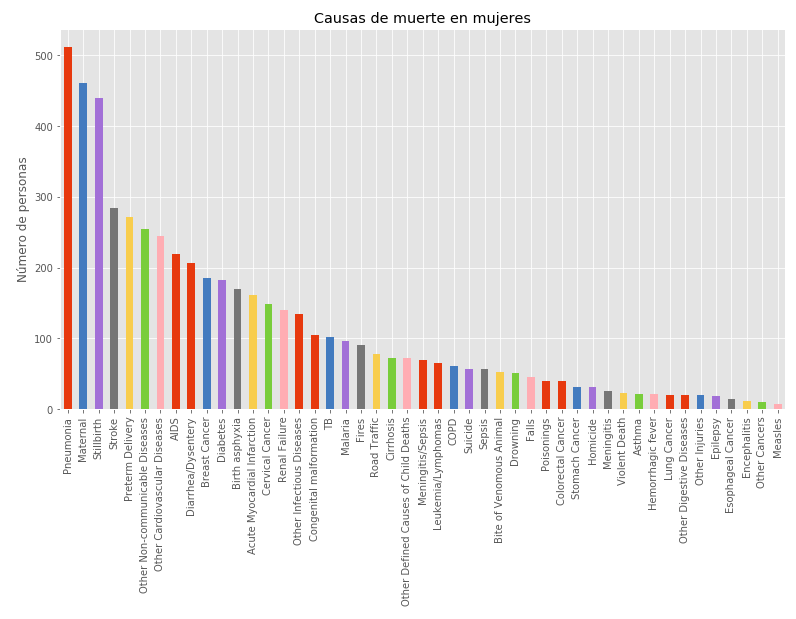 Causas de muerte en mujeres
Número de personas
500
400
300
200
100
0
Pneumonia
Maternal
Stillbirth
Stroke
Preterm Delivery
Other Non-communicable Diseases
Other Cardiovascular Diseases
AIDS
Diarrhea/Dysentery
Breast Cancer
Diabetes
Birth asphyxia
Acute Myocardial Infarction
Cervical Cancer
Renal Failure
Other Infectious Diseases
Congenital malformation
TB
Malaria
Fires
Road Traffic
Cirrhosis
Other Defined Causes of Child Deaths
Meningitis/Sepsis
Leukemia/Lymphomas
COPD
Suicide
Sepsis
Bite of Venomous Animal
Drowning
Falls
Poisonings
Colorectal Cancer
Stomach Cancer
Homicide
Meningitis
Violent Death
Asthma
Hemorrhagic fever
Lung Cancer
Other Digestive Diseases
Other Injuries
Epilepsy
Esophageal Cancer
Encephalitis
Other Cancers
Measles